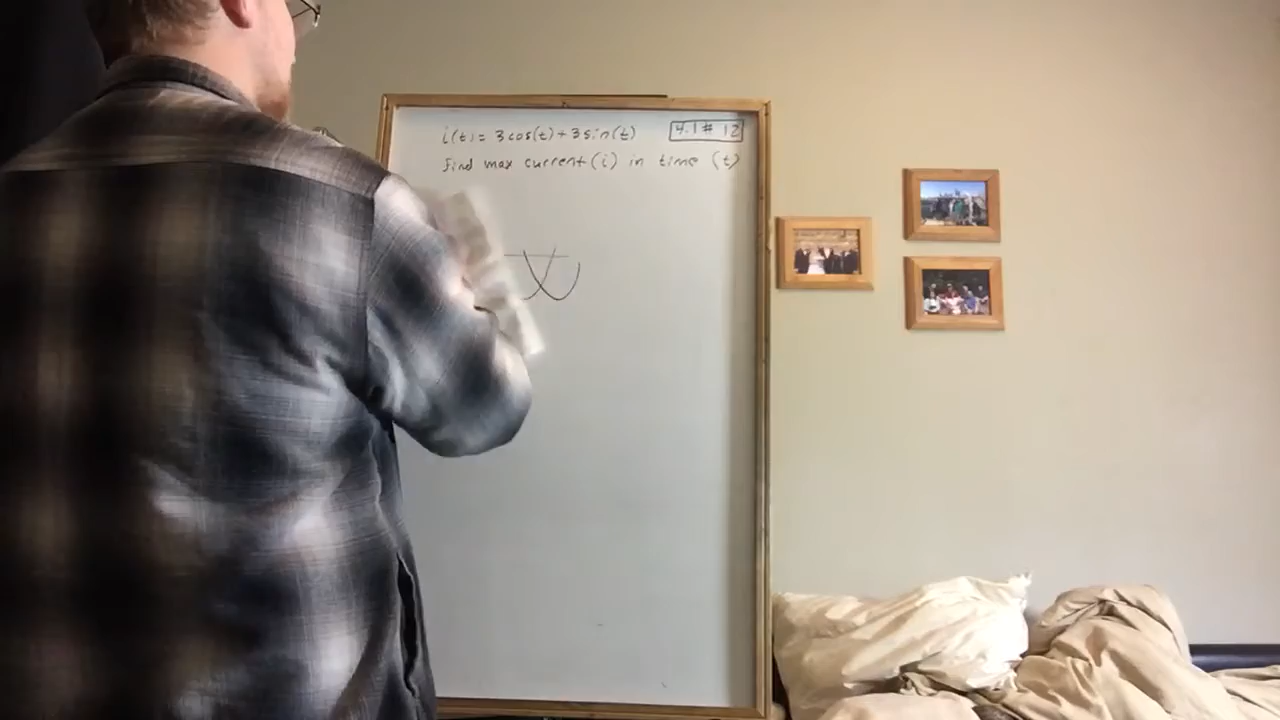 i(t) = 3cos(t) + 3sin(t)
4.1 # 12
find max current (i) in time (t)